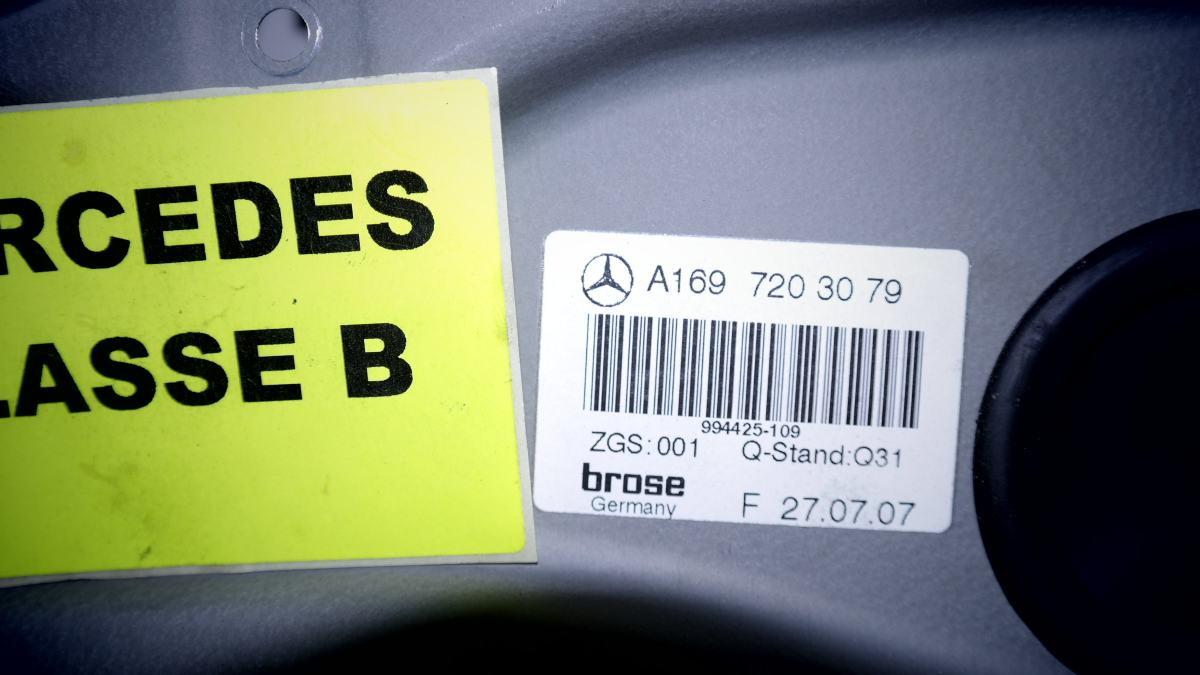 RCEDES
LASSE B
A169 720 30 79
994425-109
ZGS:001 Q-Stand:Q31
brose
Germany
F 27.07.07